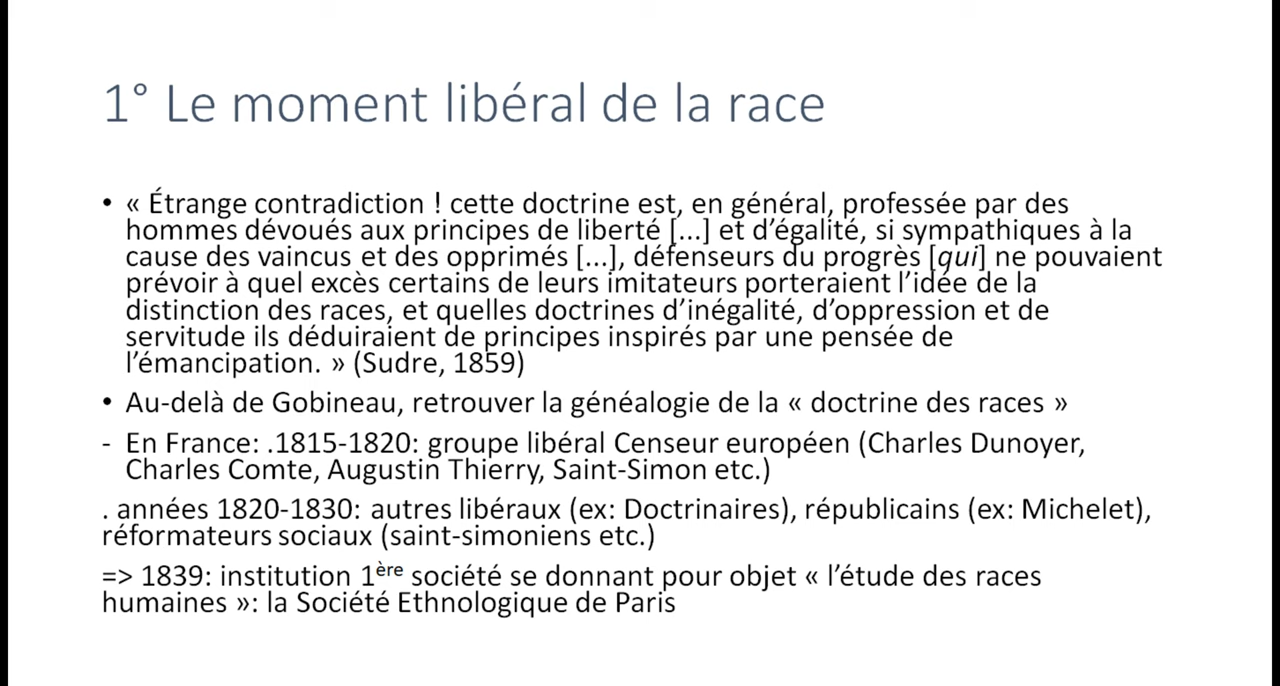 1° Le moment libéral de la race
• « Étrange contradiction ! cette doctrine est, en général, professée par des
hommes dévoués aux principes de liberté [...] et d’égalité, si sympathiques à la
cause des vaincus et des opprimés [...], défenseurs du progrès [qui] ne pouvaient
prévoir à quel excès certains de leurs imitateurs porteraient l’idée de la
distinction des races, et quelles doctrines d’inégalité, d’oppression et de
servitude ils déduiraient de principes inspirés par une pensée de
l’émancipation. » (Sudre, 1859)
• Au-delà de Gobineau, retrouver la généalogie de la « doctrine des races »
- En France: .1815-1820: groupe libéral Censeur européen (Charles Dunoyer,
Charles Comte, Augustin Thierry, Saint-Simon etc.)
. années 1820-1830: autres libéraux (ex: Doctrinaires), républicains (ex: Michelet),
réformateurs sociaux (saint-simoniens etc.)
=> 1839: institution 1ère société se donnant pour objet « l’étude des races
humaines »: la Société Ethnologique de Paris